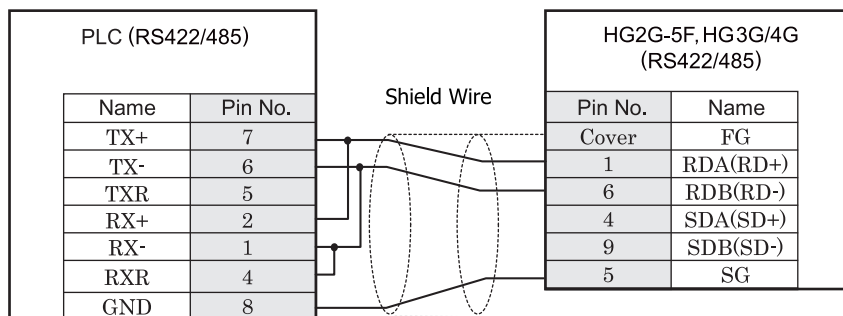 PLC (RS422/485)
Name Pin No.
TX+ 7
TX- 6
TXR 5
RX+ 2
RX- 1
RXR 4
GND 8
Shield Wire
HG2G-5F, HG3G/4G
(RS422/485)
Pin No. Name
Cover FG
1 RDA(RD+)
6 RDB(RD-)
4 SDA(SD+)
9 SDB(SD-)
5 SG